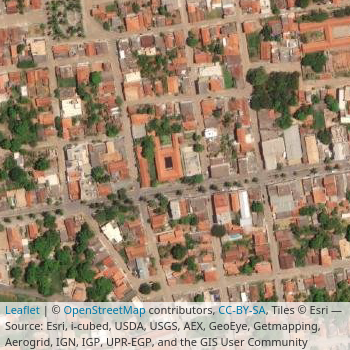 Leaflet | © OpenStreetMap contributors, CC-BY-SA, Tiles © Esri —
Source: Esri, i-cubed, USDA, USGS, AEX, GeoEye, Getmapping,
Aerogrid, IGN, IGP, UPR-EGP, and the GIS User Community